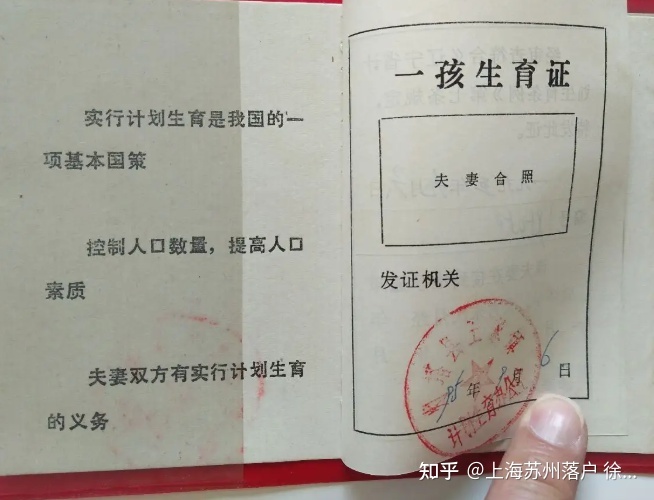 实行计划生育是我国的一
项基本国策
控制人口数量，提高人口
素质
夫妻双方有实行计划生育
的义务
一孩生育证
夫妻合照
发证机关
年 月 6日
知乎 @上海苏州落户 徐...